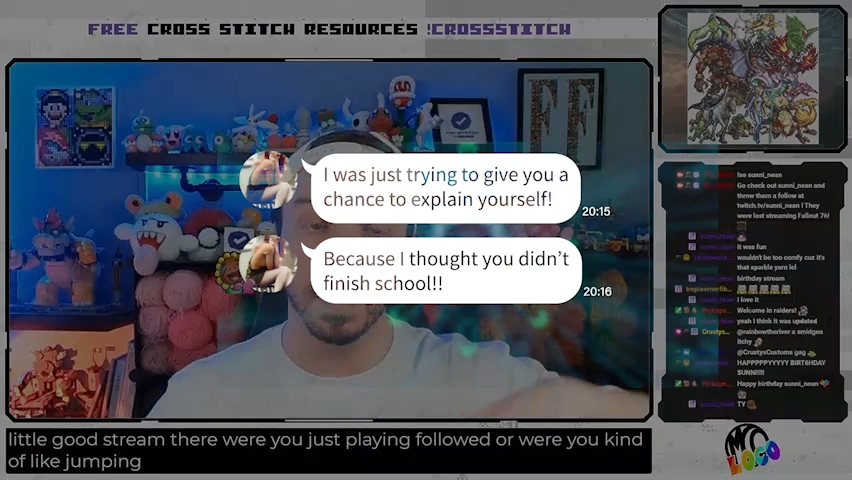 FREE CROSS STITCH RESOURCES !CROSSSTITCH
FF
I was just trying to give you a
chance to explain yourself!
20:15
Because I thought you didn't
finish school!!
20:16
little good stream there were you just playing followed or were you kind
of like jumping
lse sunni_nean
Go check out sunni_nean and
throw them a follow at
twitch.tv/sunni_nean ! They
were last streaming Fallout 76!
it was fun
wouldn't be too comfy cuz it's
that sparkle yarn lol
birthday stream
I love it
Welcome in raiders!
yeah I think it was updated
@rainbowtheriver a smidgen
itchy
@CrustysCustoms gag
HAPPPPPYYYYY BIRT6HDAY
SUNNI!!!!
Happy birthday sunni_nean
TY
LOCO